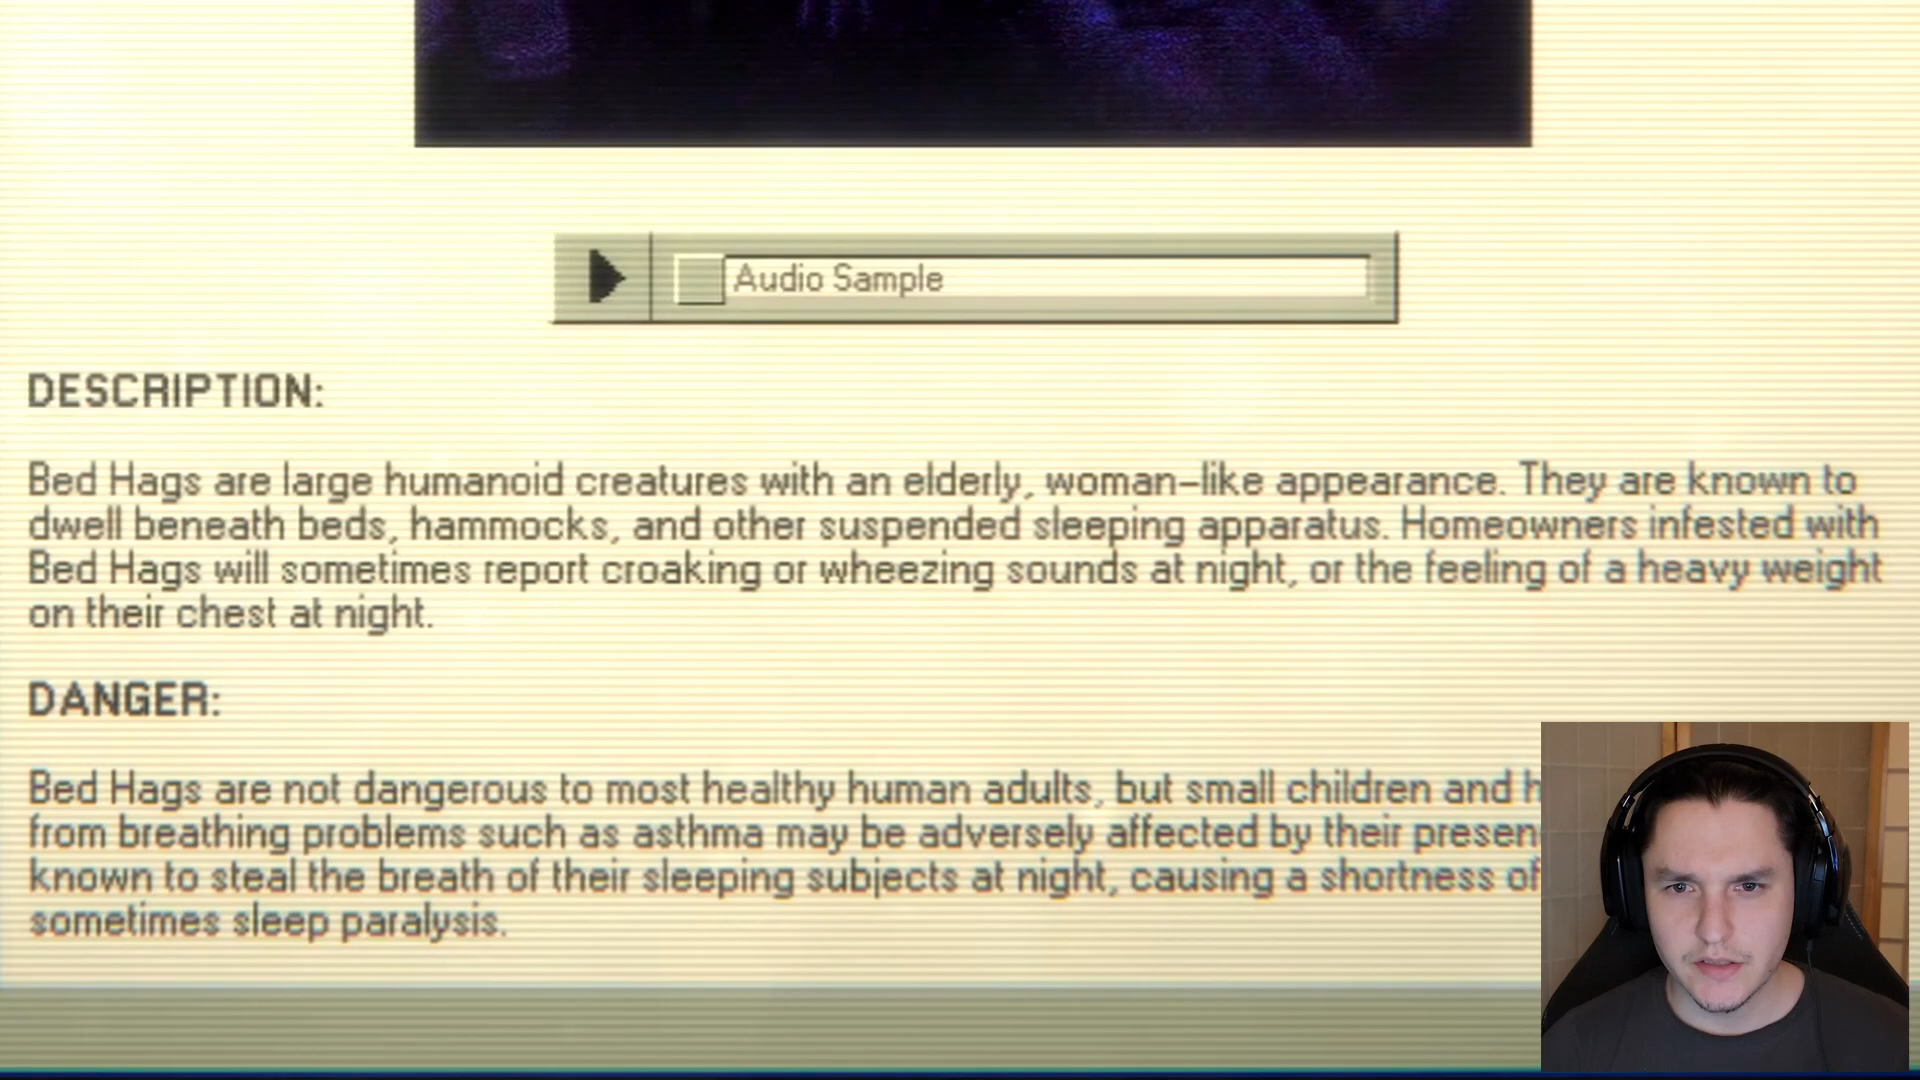 Audio Sample
DESCRIPTION:
Bed Hags are large humanoid creatures with an elderly, woman-like appearance. They are known to
dwell beneath beds, hammocks, and other suspended sleeping apparatus. Homeowners infested with
Bed Hags will sometimes report croaking or wheezing sounds at night, or the feeling of a heavy weight
on their chest at night.
DANGER:
Bed Hags are not dangerous to most healthy human adults, but small children and
from breathing problems such as asthma may be adversely affected by their
known to steal the breath of their sleeping subjects at night, causing a shortness of
sometimes sleep paralysis.